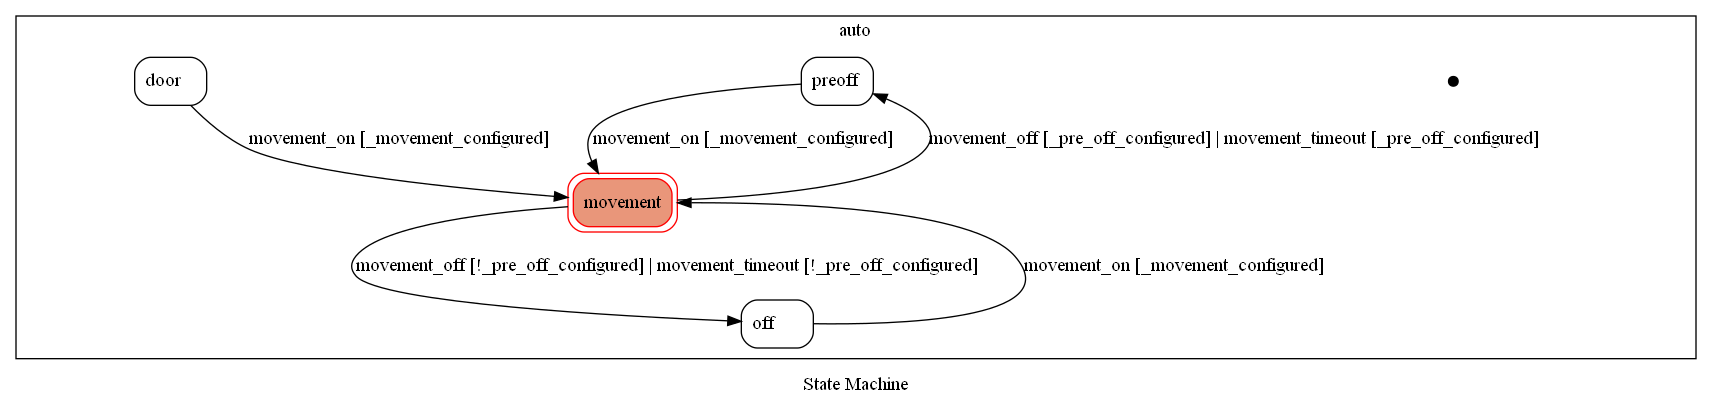 auto
door
preoff
movement_on [_movement_configured]
movement_on [_movement_configured]
movement_off [_pre_off_configured] | movement_timeout [_pre_off_configured]
movement
movement_off [!_pre_off_configured] | movement_timeout [!_pre_off_configured]
movement_on [_movement_configured]
off
State Machine